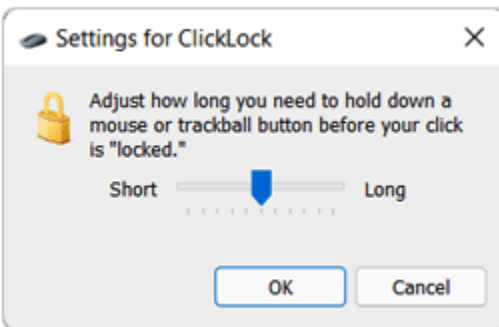 Settings for ClickLock
Adjust how long you need to hold down a
mouse or trackball button before your click
is "locked."
Short Long
OK Cancel